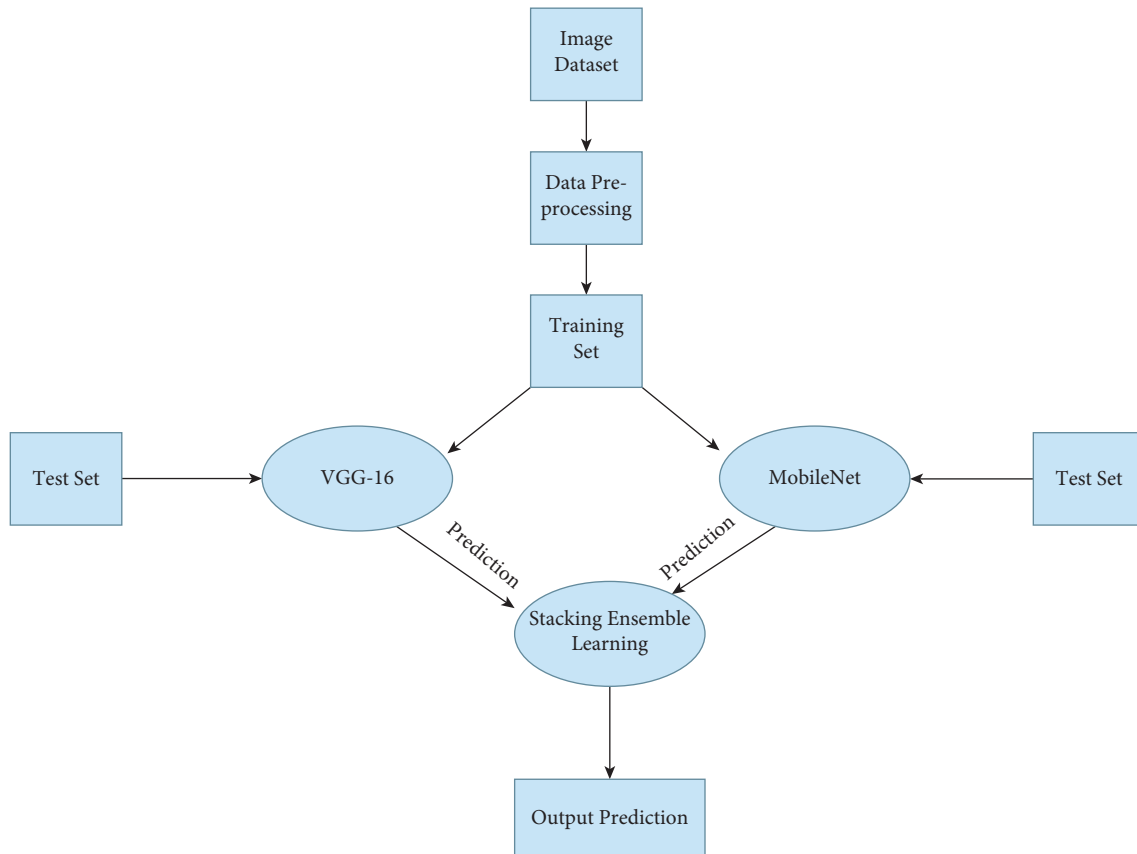 Image
Dataset
Data Pre-
processing
Training
Set
Test Set
VGG-16
MobileNet
Test Set
Prediction
Prediction
Stacking Ensemble
Learning
Output Prediction